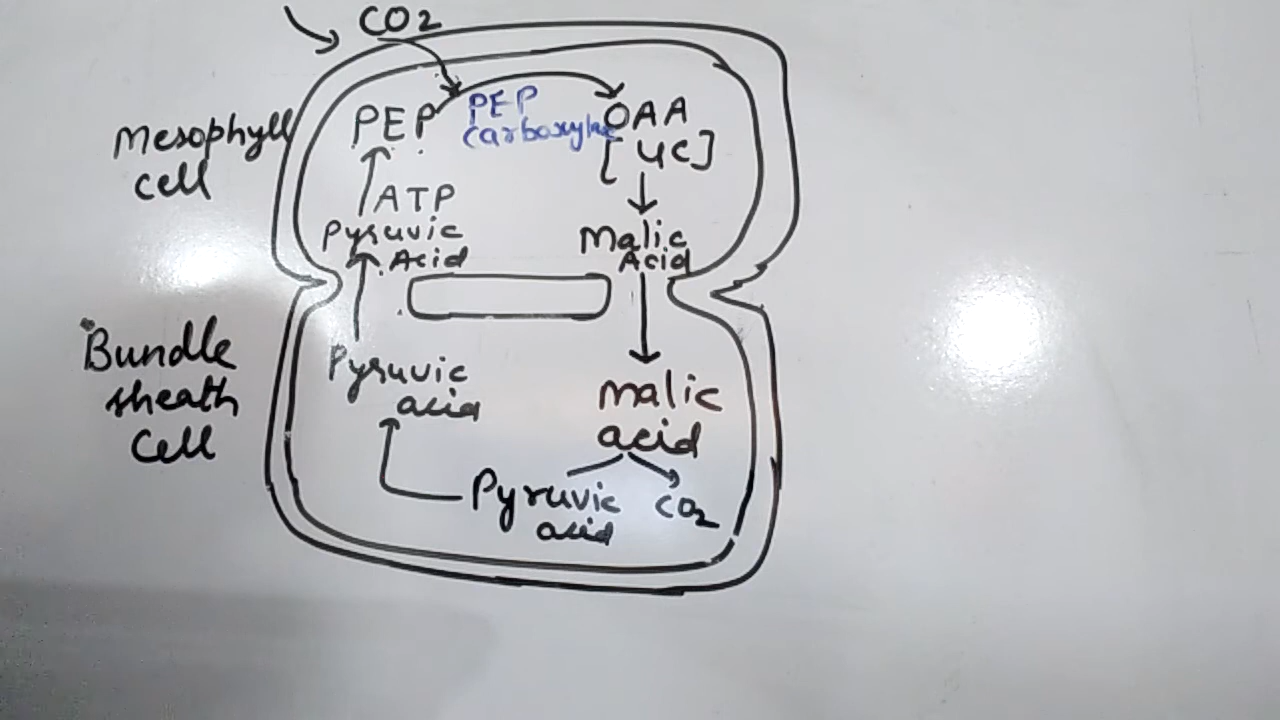 CO2
PEP
PEP
carboxylase
OAA
[4C]
Mesophyll
cell
ATP
Pyruvic
Acid
Malic
Acid
Bundle
sheath
Cell
Pyruvic
acid
malic
acid
Pyruvic
acid
CO2